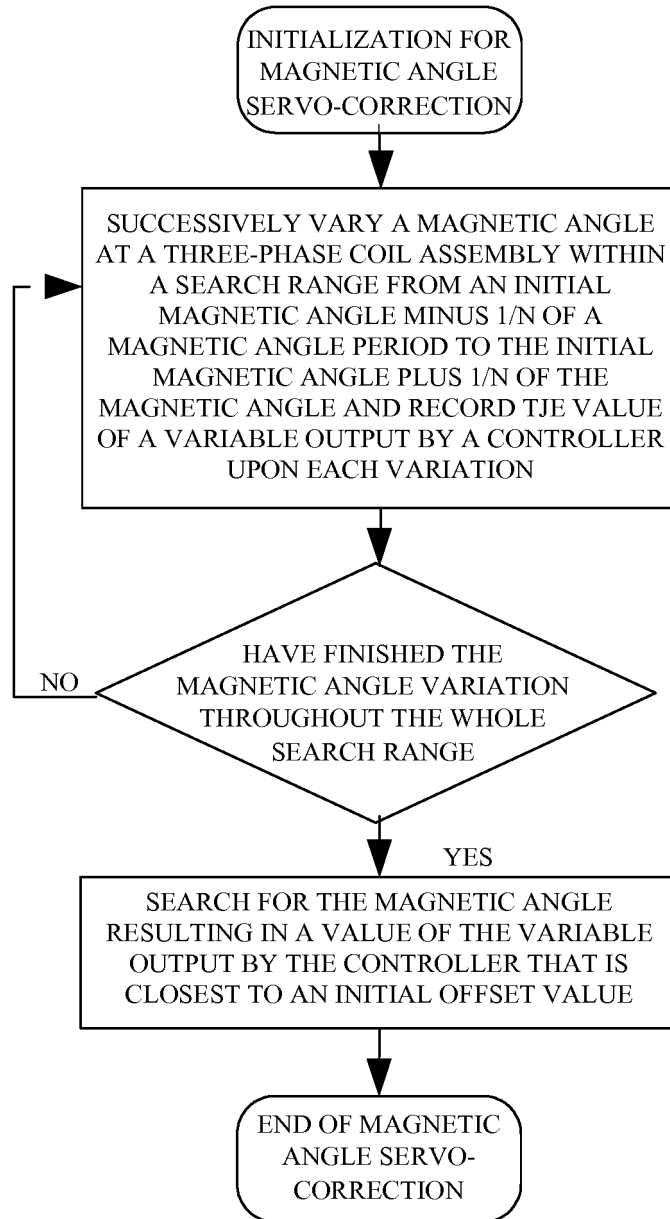 INITIALIZATION FOR
MAGNETIC ANGLE
SERVO-CORRECTION
SUCCESSIVELY VARY A MAGNETIC ANGLE
AT A THREE-PHASE COIL ASSEMBLY WITHIN
A SEARCH RANGE FROM AN INITIAL
MAGNETIC ANGLE MINUS 1/N OF A
MAGNETIC ANGLE PERIOD TO THE INITIAL
MAGNETIC ANGLE PLUS 1/N OF THE
MAGNETIC ANGLE AND RECORD TJE VALUE
OF A VARIABLE OUTPUT BY A CONTROLLER
UPON EACH VARIATION
HAVE FINISHED THE
MAGNETIC ANGLE VARIATION
THROUGHOUT THE WHOLE
SEARCH RANGE
NO
YES
SEARCH FOR THE MAGNETIC ANGLE
RESULTING IN A VALUE OF THE VARIABLE
OUTPUT BY THE CONTROLLER THAT IS
CLOSEST TO AN INITIAL OFFSET VALUE
END OF MAGNETIC
ANGLE SERVO-
CORRECTION